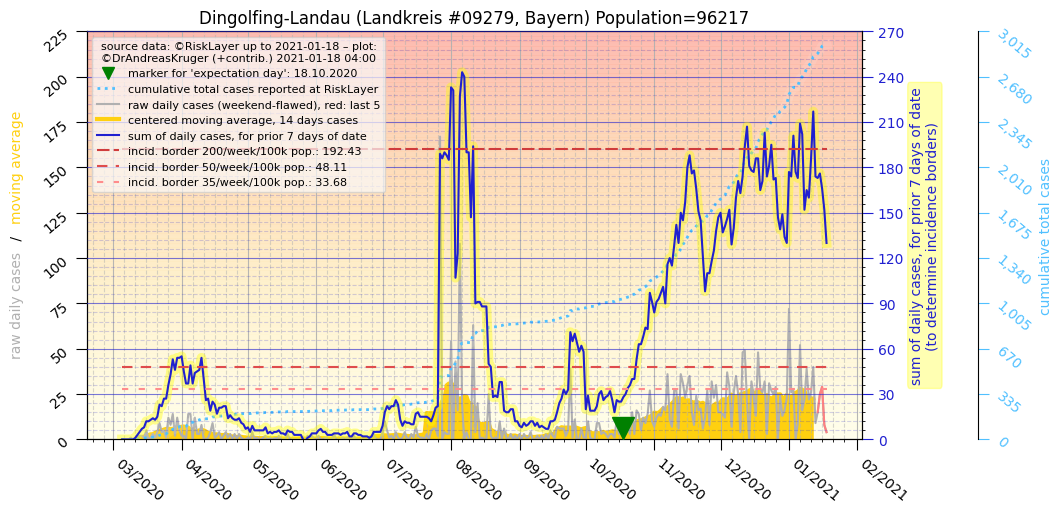 Dingolfing-Landau (Landkreis #09279, Bayern) Population=96217
source data: ©RiskLayer up to 2021-01-18 – plot:
©DrAndreasKruger (+contrib.) 2021-01-18 04:00
marker for 'expectation day': 18.10.2020
cumulative total cases reported at RiskLayer
raw daily cases (weekend-flawed), red: last 5
centered moving average, 14 days cases
sum of daily cases, for prior 7 days of date
incid. border 200/week/100k pop.: 192.43
incid. border 50/week/100k pop.: 48.11
incid. border 35/week/100k pop.: 33.68
raw daily cases / moving average
225
200
175
150
125
100
75
50
25
0
03/2020
04/2020
05/2020
06/2020
07/2020
08/2020
09/2020
10/2020
11/2020
12/2020
01/2021
02/2021
270
240
210
180
150
120
90
60
30
0
sum of daily cases, for prior 7 days of date
(to determine incidence borders)
3,015
2,680
2,345
2,010
1,675
1,340
1,005
670
335
0
cumulative total cases